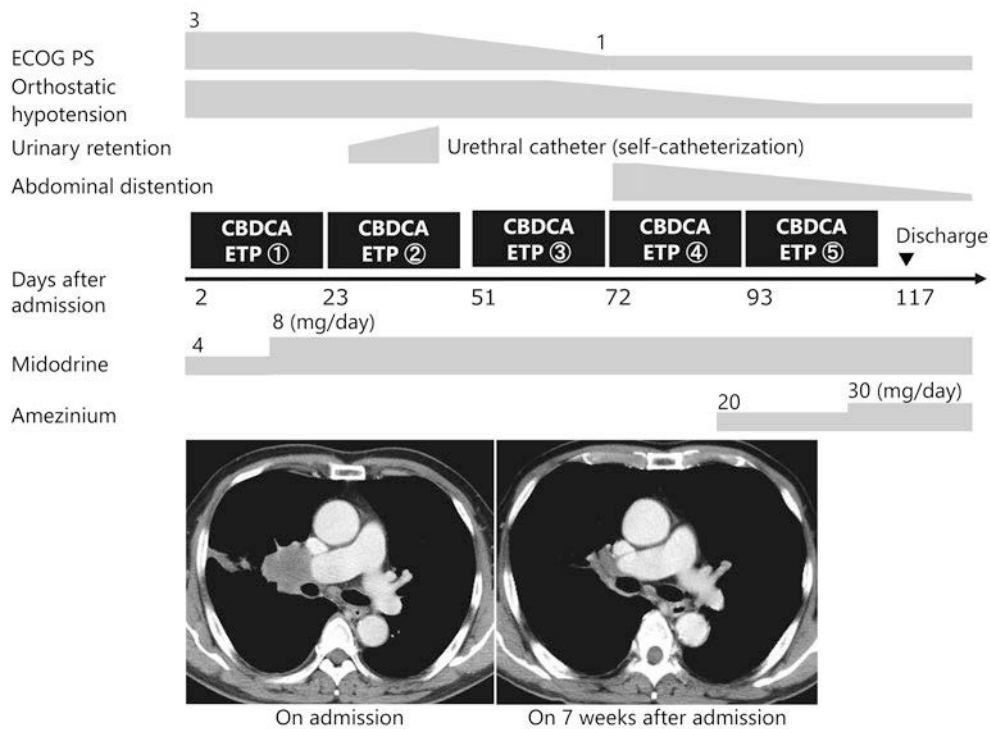 3
1
ECOG PS
Orthostatic
hypotension
Urinary retention
Urethral catheter (self-catheterization)
Abdominal distention
CBDCA
ETP ①
CBDCA
ETP ②
CBDCA
ETP ③
CBDCA
ETP ④
CBDCA
ETP ⑤
Discharge
Days after
admission
2 23 51 72 93 117
8 (mg/day)
4
Midodrine
30 (mg/day)
20
Amezinium
On admission
On 7 weeks after admission